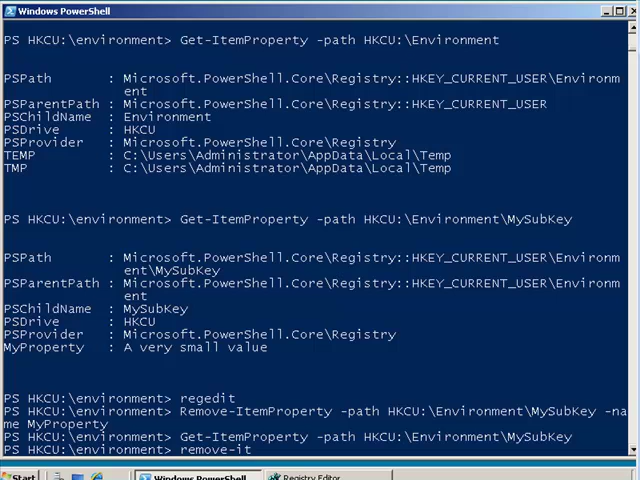 Windows PowerShell
PS HKCU:\environment> Get-ItemProperty -path HKCU:\Environment
PSPath : Microsoft.PowerShell.Core\Registry::HKEY_CURRENT_USER\Environm
ent
PSParentPath : Microsoft.PowerShell.Core\Registry::HKEY_CURRENT_USER
PSChildName : Environment
PSDrive : HKCU
PSProvider : Microsoft.PowerShell.Core\Registry
TEMP : C:\Users\Administrator\AppData\Local\Temp
TMP : C:\Users\Administrator\AppData\Local\Temp
PS HKCU:\environment> Get-ItemProperty -path HKCU:\Environment\MySubKey
PSPath : Microsoft.PowerShell.Core\Registry::HKEY_CURRENT_USER\Environm
ent\MySubKey
PSParentPath : Microsoft.PowerShell.Core\Registry::HKEY_CURRENT_USER\Environm
ent
PSChildName : MySubKey
PSDrive : HKCU
PSProvider : Microsoft.PowerShell.Core\Registry
MyProperty : A very small value
PS HKCU:\environment> regedit
PS HKCU:\environment> Remove-ItemProperty -path HKCU:\Environment\MySubKey -na
me MyProperty
PS HKCU:\environment> Get-ItemProperty -path HKCU:\Environment\MySubKey
PS HKCU:\environment> remove-it
Start
Windows PowerShell
Registry Editor